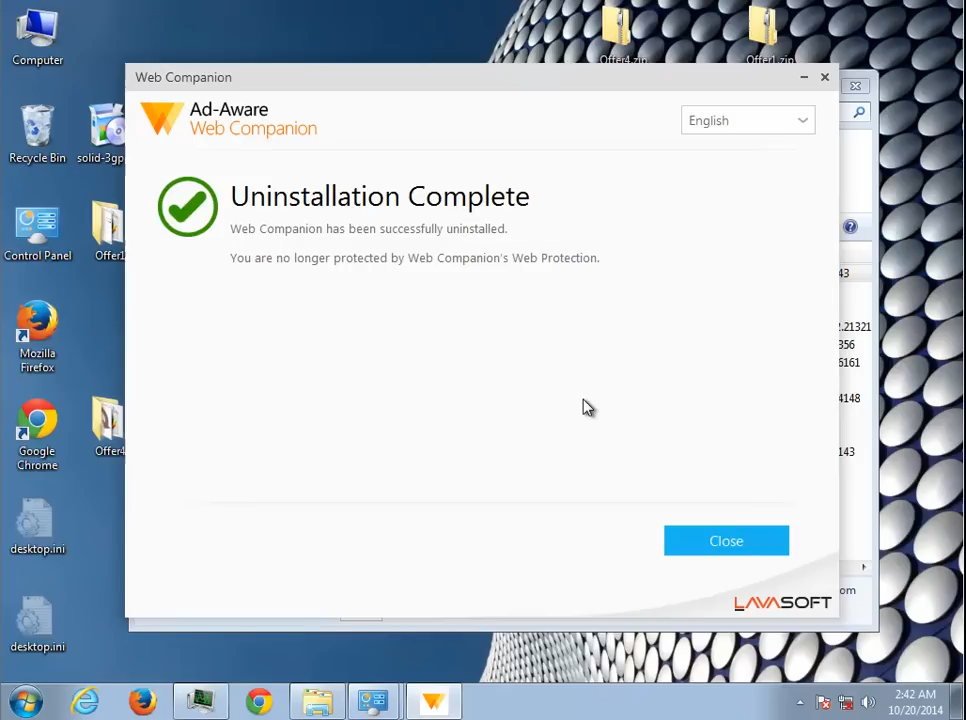 Computer
Offer4.zip
Offer1.zip
Web Companion
Ad-Aware
Web Companion
English
Recycle Bin
solid-3gp
Uninstallation Complete
Web Companion has been successfully uninstalled.
Control Panel
Offer1
You are no longer protected by Web Companion's Web Protection.
43
.21321
356
6161
Mozilla
Firefox
4148
Google
Chrome
Offer4
143
desktop.ini
Close
om
LAVASOFT
desktop.ini
2:42 AM
10/20/2014